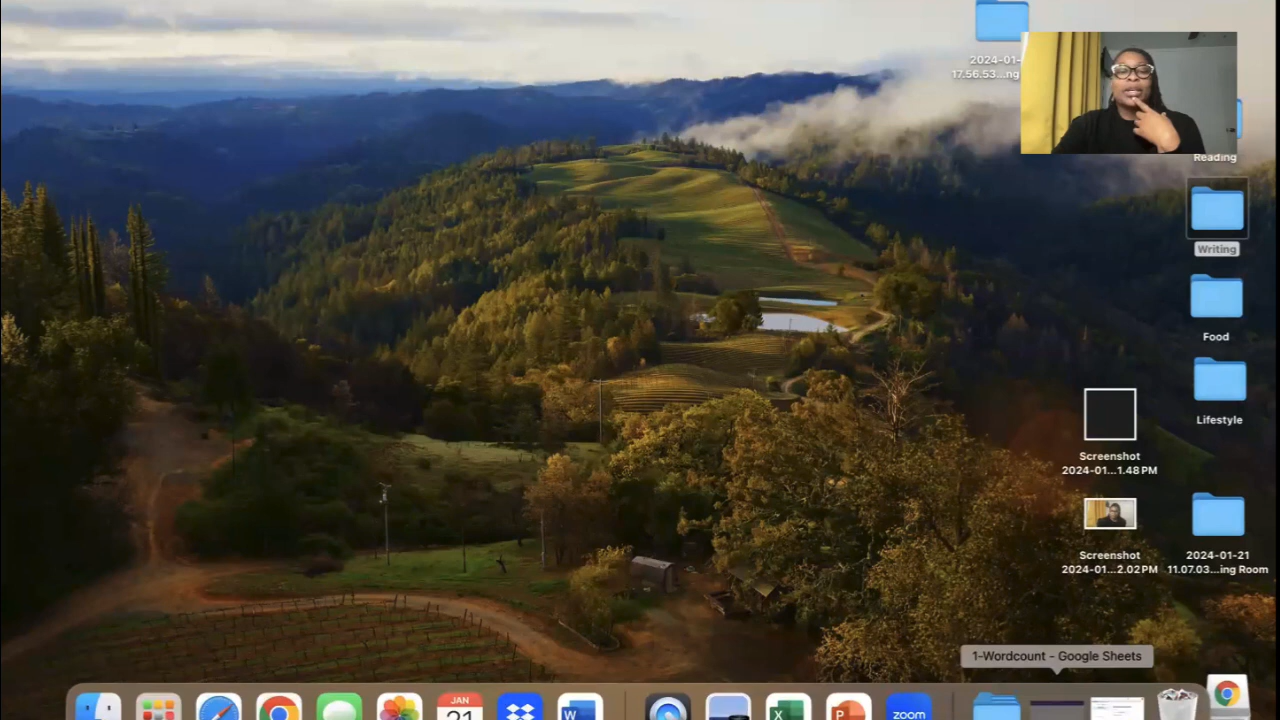 2024-01-
17.56.53...ng
Reading
Writing
Food
Lifestyle
Screenshot
2024-01...1.48 PM
Screenshot
2024-01...2.02 PM
2024-01-21
11.07.03...ing Room
1-Wordcount - Google Sheets
JAN
21
W
X
P
zoom